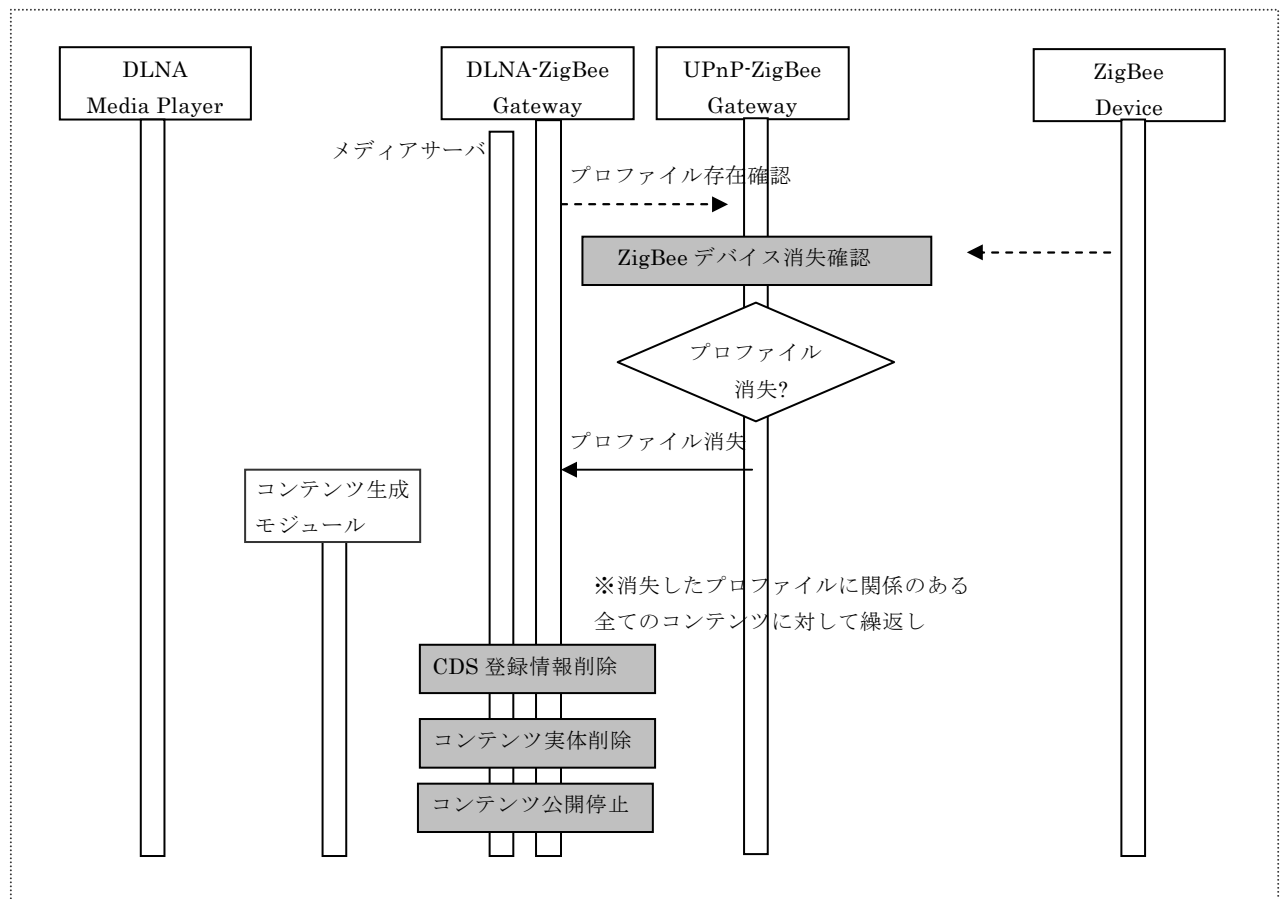 DLNA
Media Player
DLNA-ZigBee
Gateway
UPnP-ZigBee
Gateway
ZigBee
Device
メディアサーバ
プロファイル存在確認
ZigBee デバイス消失確認
プロファイル
消失?
プロファイル消失
コンテンツ生成
モジュール
※消失したプロファイルに関係のある
全てのコンテンツに対して繰返し
CDS 登録情報削除
コンテンツ実体削除
コンテンツ公開停止